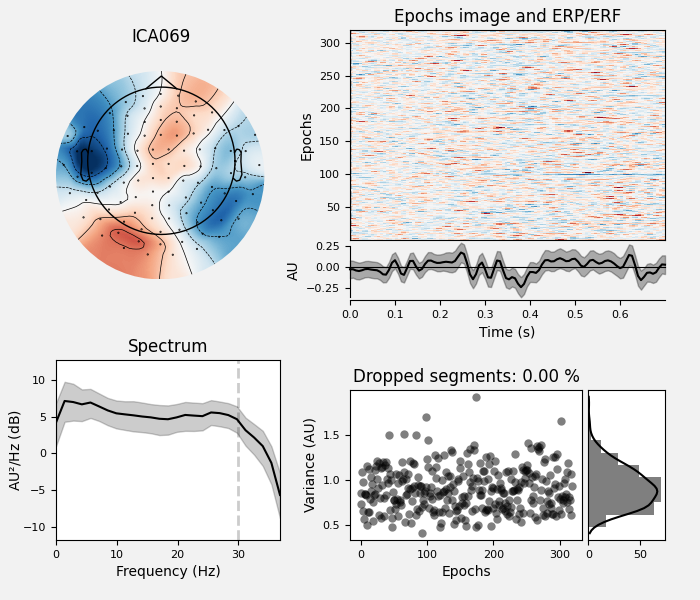 ICA069
Epochs image and ERP/ERF
Epochs
300
250
200
150
100
50
AU
0.25
0.00
−0.25
0.0 0.1 0.2 0.3 0.4 0.5 0.6
Time (s)
Spectrum
AU²/Hz (dB)
10
5
0
−5
−10
0 10 20 30
Frequency (Hz)
Dropped segments: 0.00 %
Variance (AU)
1.5
1.0
0.5
0 100 200 300
Epochs
0 50